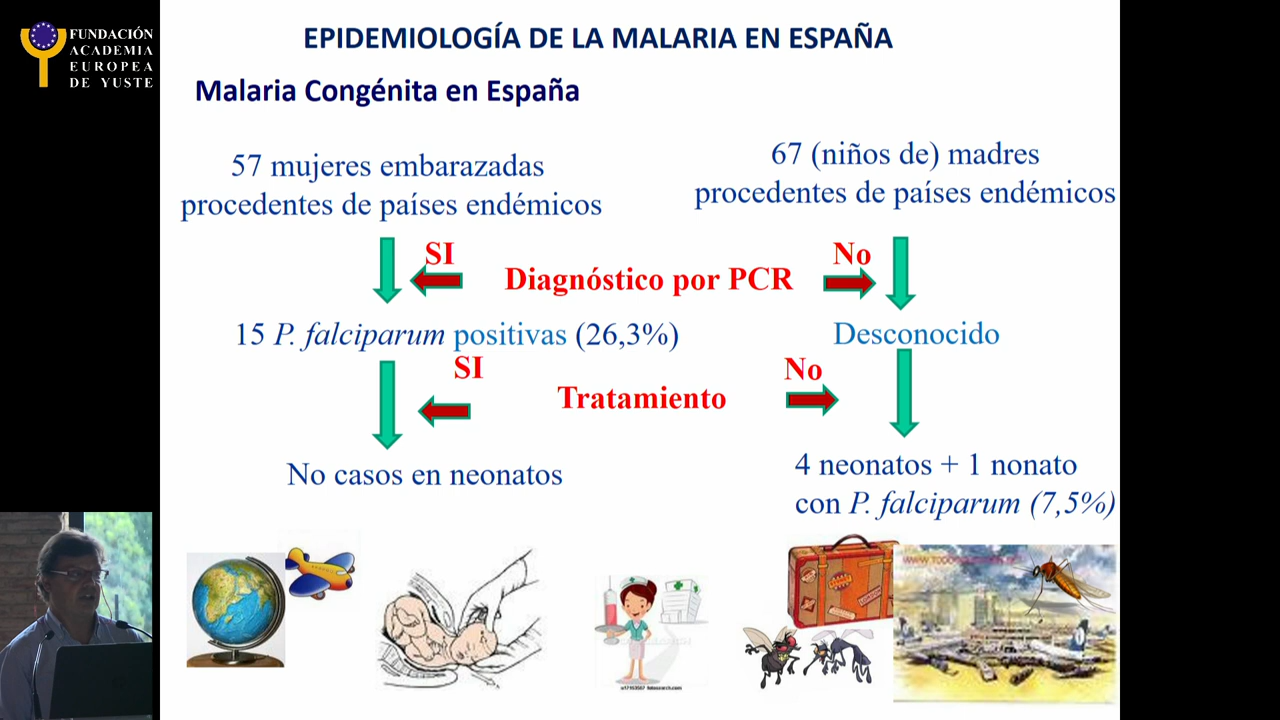 FUNDACIÓN
ACADEMIA
EUROPEA
DE YUSTE
EPIDEMIOLOGÍA DE LA MALARIA EN ESPAÑA
Malaria Congénita en España
57 mujeres embarazadas
procedentes de países endémicos
67 (niños de) madres
procedentes de países endémicos
SI
Diagnóstico por PCR
No
15 P. falciparum positivas (26,3%)
Desconocido
SI
Tratamiento
No
No casos en neonatos
4 neonatos + 1 nonato
con P. falciparum (7,5%)
LONDON